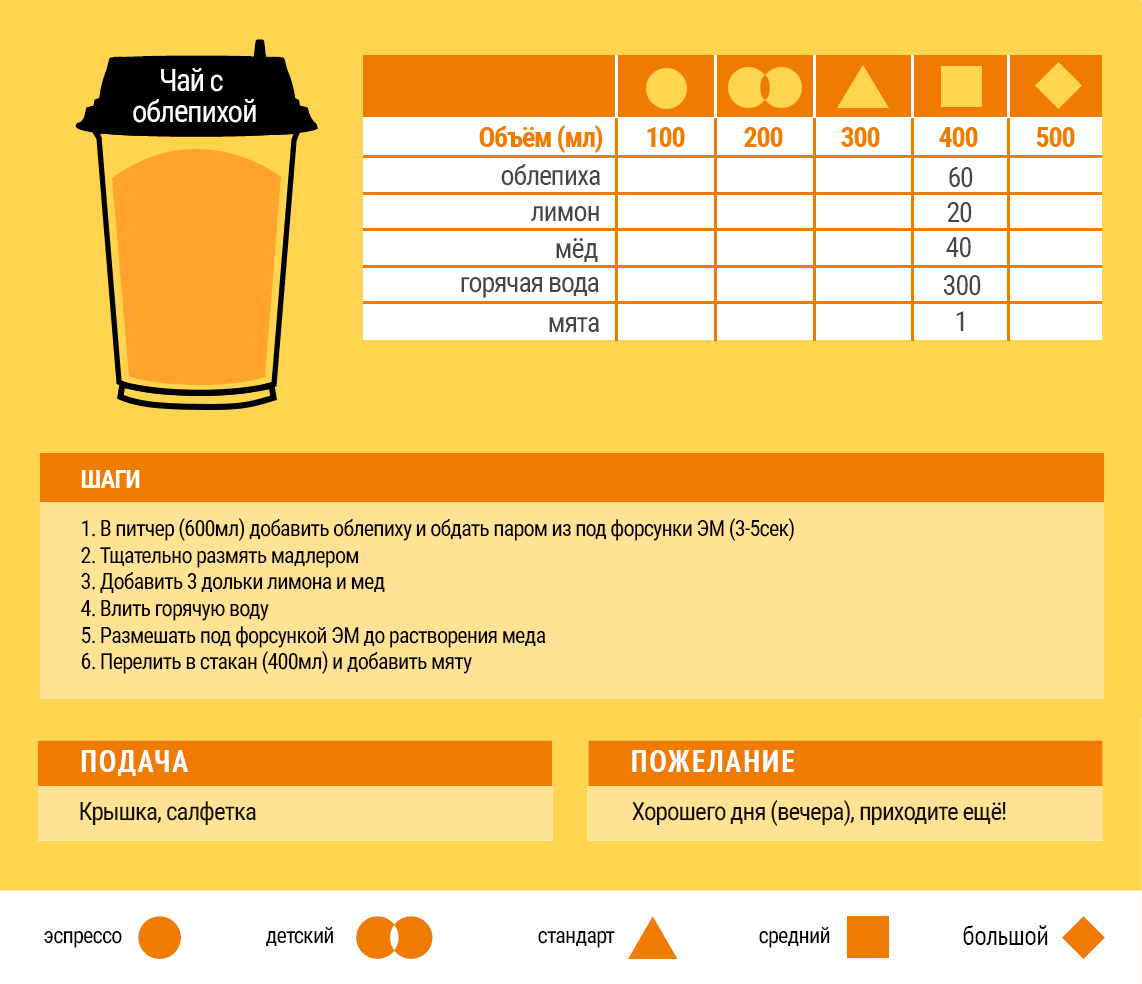 Чай с
облепихой
Объём (мл) 100 200 300 400 500
облепиха 60
лимон 20
мёд 40
горячая вода 300
мята 1
ШАГИ
1. В питчер (600мл) добавить облепиху и обдать паром из под форсунки ЭМ (3-5сек)
2. Тщательно размять мадлером
3. Добавить 3 дольки лимона и мед
4. Влить горячую воду
5. Размешать под форсункой ЭМ до растворения меда
6. Перелить в стакан (400мл) и добавить мяту
ПОДАЧА
Крышка, салфетка
ПОЖЕЛАНИЕ
Хорошего дня (вечера), приходите ещё!
эспрессо детский стандарт средний большой